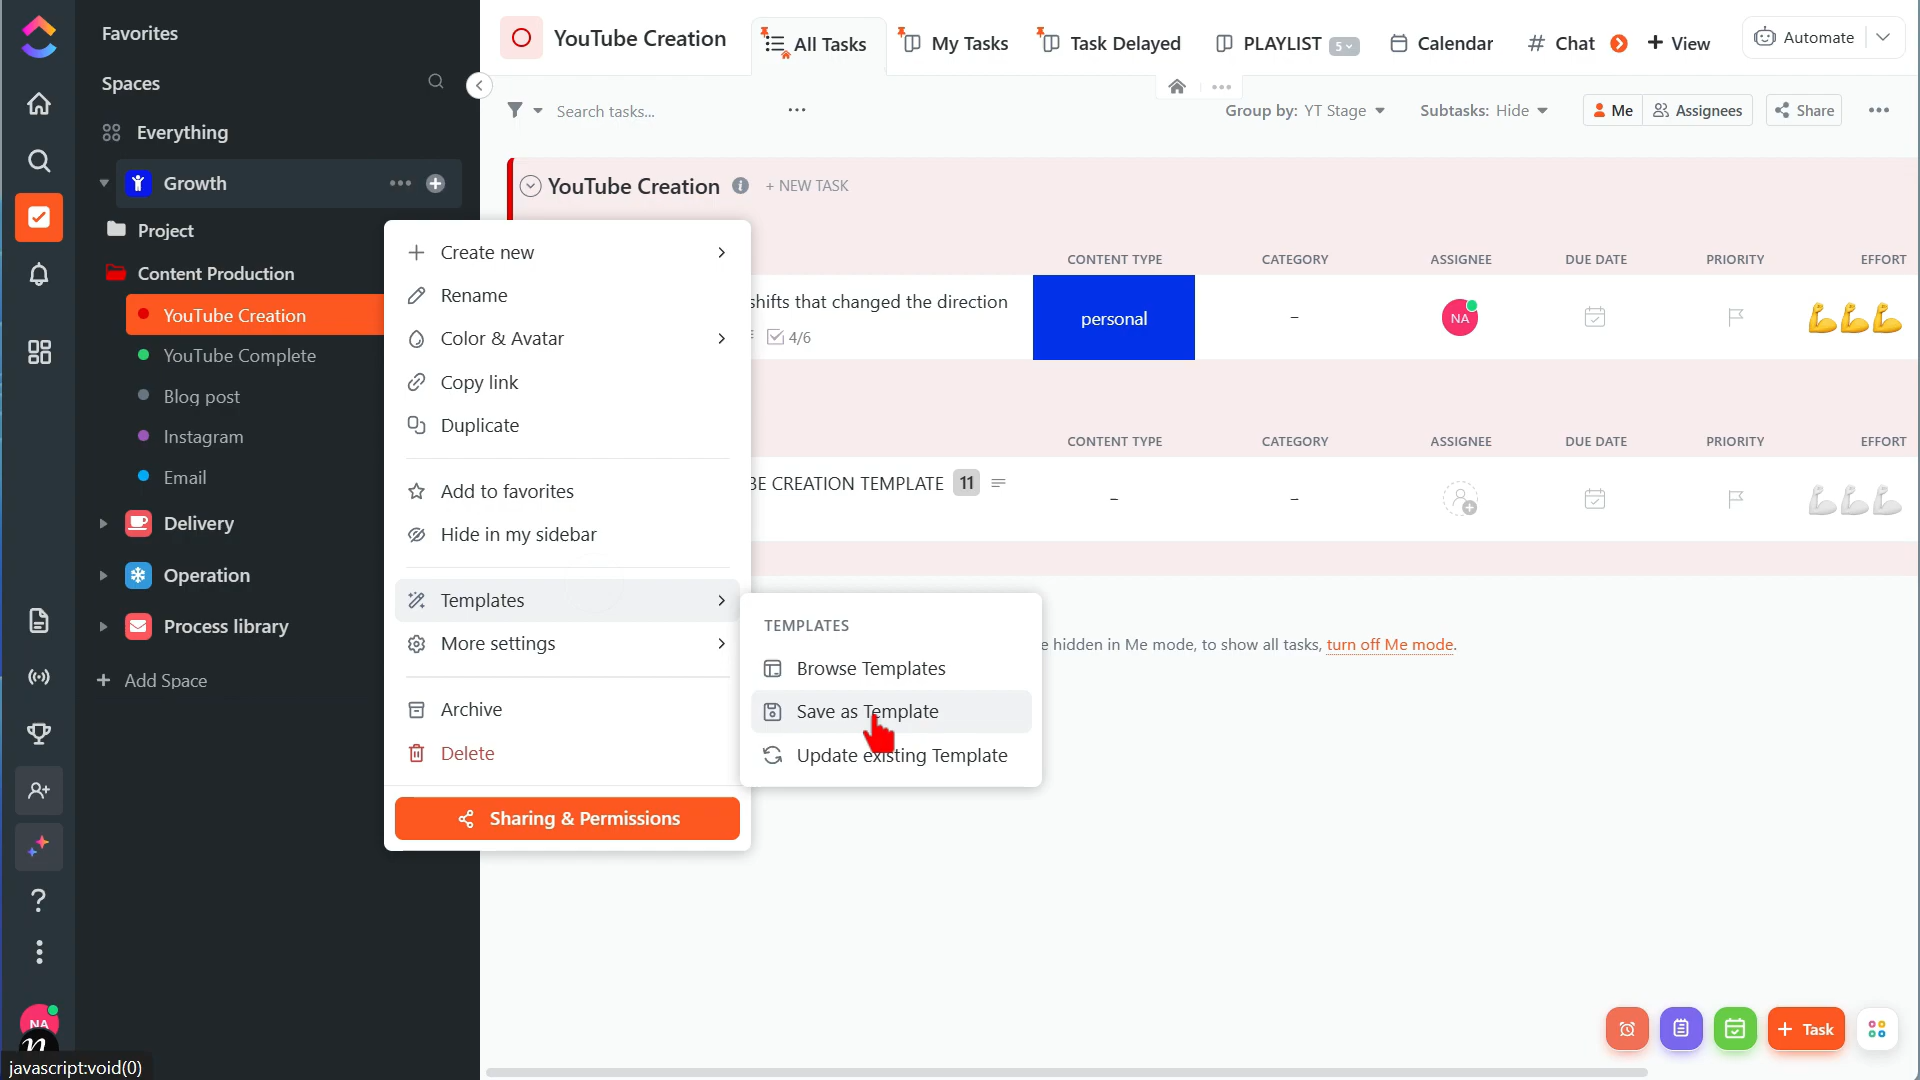 Favorites
Spaces
Everything
Growth
Project
Content Production
YouTube Creation
YouTube Complete
Blog post
Instagram
Email
Delivery
Operation
Process library
+ Add Space
NA
n
javascript:void(0)
YouTube Creation
All Tasks
My Tasks
Task Delayed
PLAYLIST 5
Calendar
# Chat
+ View
Automate
Search tasks...
Group by: YT Stage
Subtasks: Hide
Me
Assignees
Share
YouTube Creation
+ NEW TASK
CONTENT TYPE CATEGORY ASSIGNEE DUE DATE PRIORITY EFFORT
shifts that changed the direction
4/6
personal
–
NA
CONTENT TYPE CATEGORY ASSIGNEE DUE DATE PRIORITY EFFORT
BE CREATION TEMPLATE 11
– –
e hidden in Me mode, to show all tasks, turn off Me mode.
Create new
Rename
Color & Avatar
Copy link
Duplicate
Add to favorites
Hide in my sidebar
Templates
More settings
Archive
Delete
Sharing & Permissions
TEMPLATES
Browse Templates
Save as Template
Update existing Template
+ Task